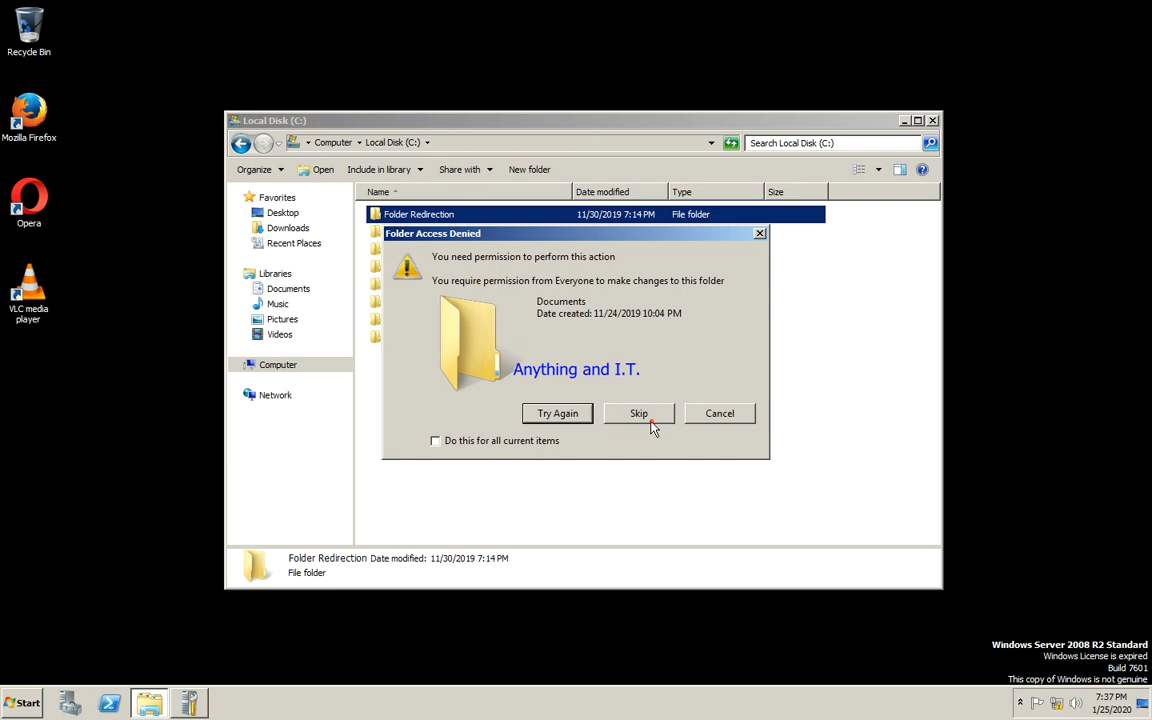 Recycle Bin
Mozilla Firefox
Opera
VLC media
player
Local Disk (C:)
Computer
Local Disk (C:)
Search Local Disk (C:)
Organize
Open
Include in library
Share with
New folder
Favorites
Desktop
Downloads
Recent Places
Libraries
Documents
Music
Pictures
Videos
Computer
Network
Name
Date modified
Type
Size
Folder Redirection
11/30/2019 7:14 PM
File folder
Folder Access Denied
You need permission to perform this action
You require permission from Everyone to make changes to this folder
Documents
Date created: 11/24/2019 10:04 PM
Anything and I.T.
Try Again
Skip
Cancel
Do this for all current items
Folder Redirection Date modified: 11/30/2019 7:14 PM
File folder
Windows Server 2008 R2 Standard
Windows License is expired
Build 7601
This copy of Windows is not genuine
Start
7:37 PM
1/25/2020